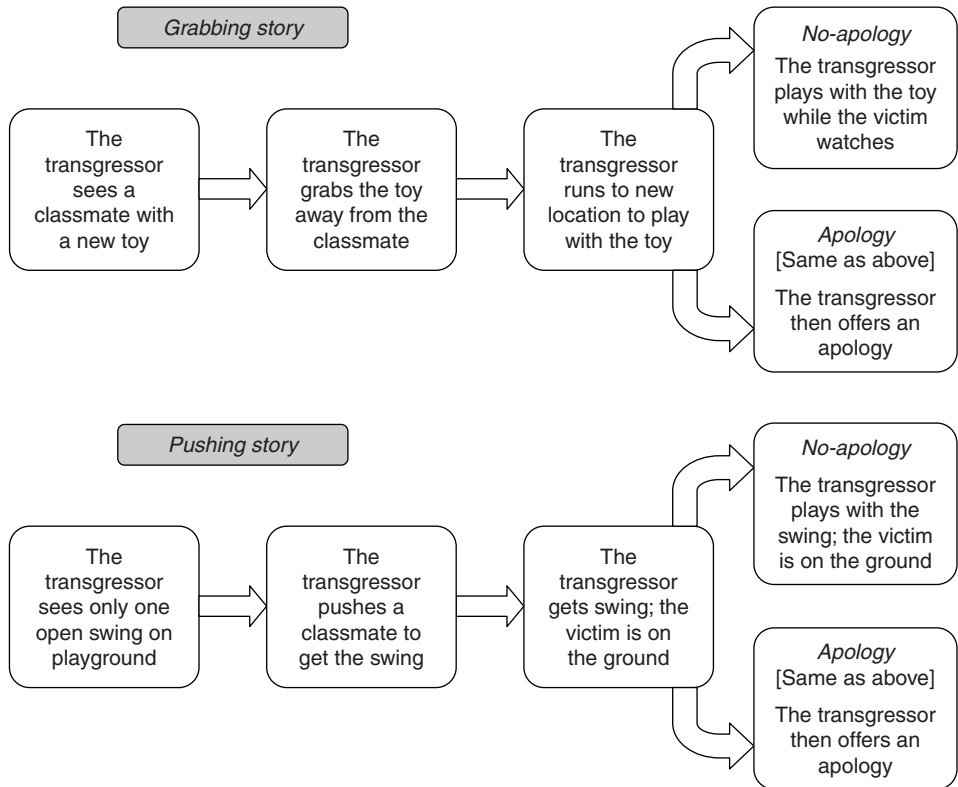 Grabbing story
The
transgressor
sees a
classmate with
a new toy
The
transgressor
grabs the toy
away from the
classmate
The
transgressor
runs to new
location to play
with the toy
No-apology
The transgressor
plays with the toy
while the victim
watches
Apology
[Same as above]
The transgressor
then offers an
apology
Pushing story
The
transgressor
sees only one
open swing on
playground
The
transgressor
pushes a
classmate to
get the swing
The
transgressor
gets swing; the
victim is on
the ground
No-apology
The transgressor
plays with the
swing; the victim
is on the ground
Apology
[Same as above]
The transgressor
then offers an
apology